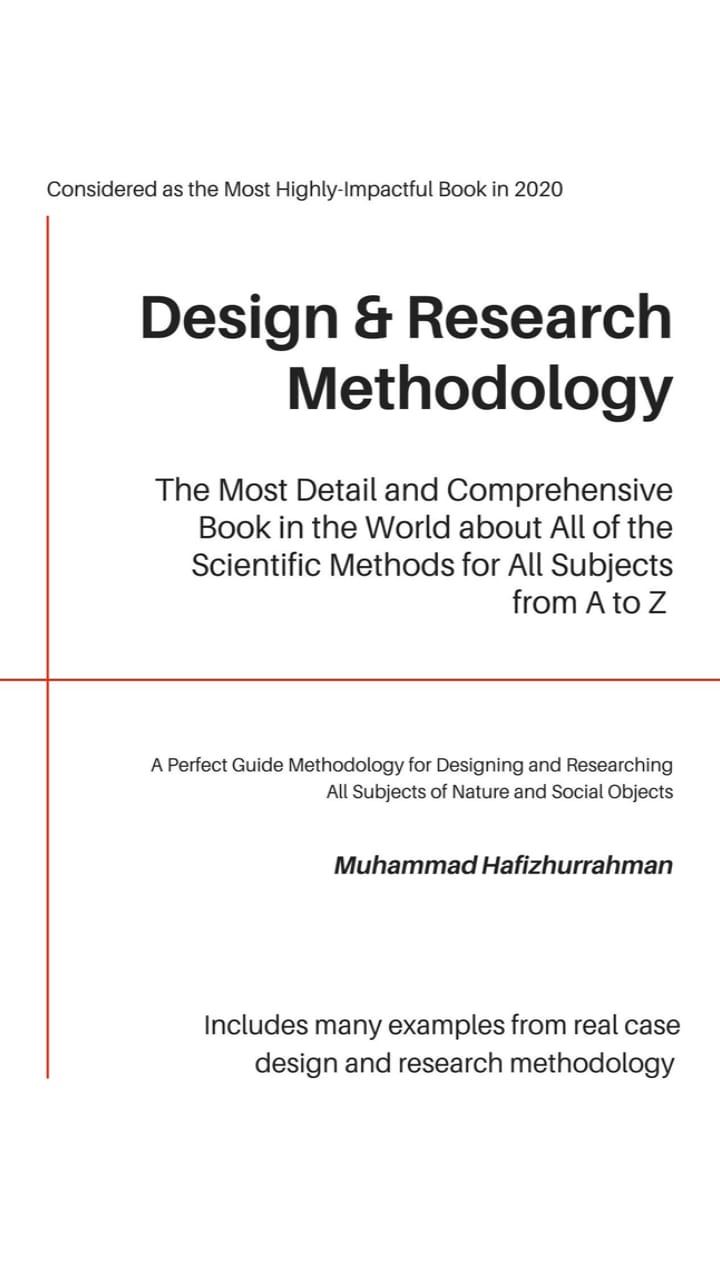 Considered as the Most Highly-Impactful Book in 2020
Design & Research
Methodology
The Most Detail and Comprehensive
Book in the World about All of the
Scientific Methods for All Subjects
from A to Z
A Perfect Guide Methodology for Designing and Researching
All Subjects of Nature and Social Objects
Muhammad Hafizhurrahman
Includes many examples from real case
design and research methodology